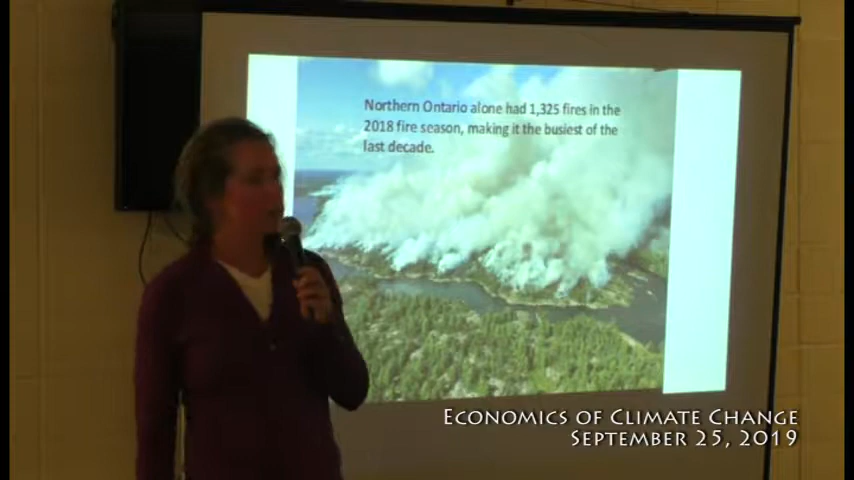 Northern Ontario alone had 1,325 fires in the
2018 fire season, making it the busiest of the
last decade.
Economics of Climate Change
September 25, 2019